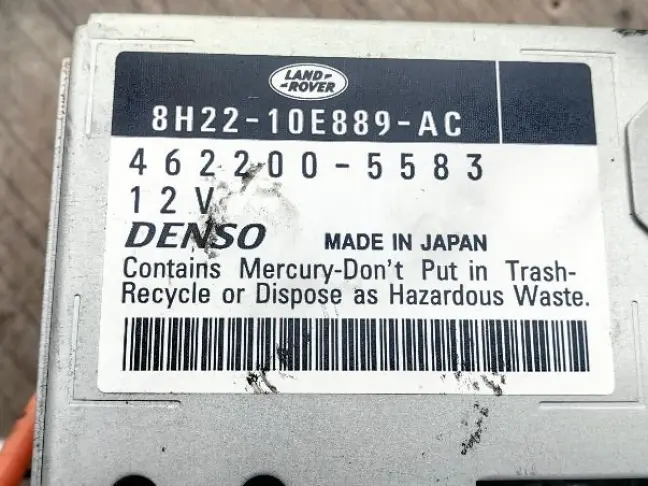 LAND-
-ROVER
8H22-10E889-AC
462200-5583
12V
DENSO MADE IN JAPAN
Contains Mercury-Don't Put in Trash-
Recycle or Dispose as Hazardous Waste.